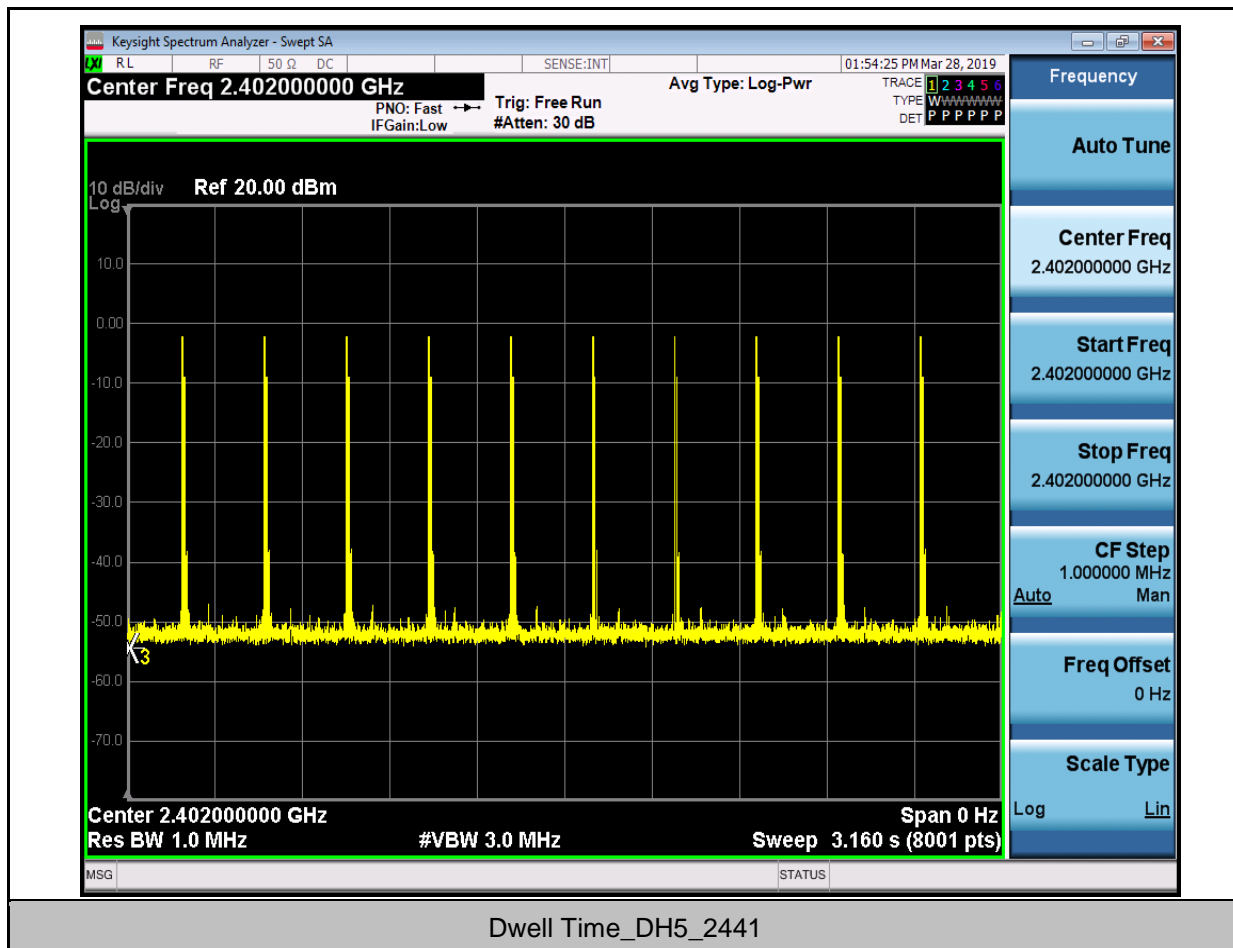 Keysight Spectrum Analyzer - Swept SA
LXI RL RF 50 Ω DC SENSE:INT 01:54:25 PM Mar 28, 2019
Center Freq 2.402000000 GHz
PNO: Fast
IFGain:Low
Trig: Free Run
#Atten: 30 dB
Avg Type: Log-Pwr
TRACE 1 2 3 4 5 6
TYPE WWWWWW
DET P P P P P P
10 dB/div Ref 20.00 dBm
Log
10.0
0.00
-10.0
-20.0
-30.0
-40.0
-50.0
3
-60.0
-70.0
Center 2.402000000 GHz Span 0 Hz
Res BW 1.0 MHz #VBW 3.0 MHz Sweep 3.160 s (8001 pts)
MSG STATUS
Frequency
Auto Tune
Center Freq
2.402000000 GHz
Start Freq
2.402000000 GHz
Stop Freq
2.402000000 GHz
CF Step
1.000000 MHz
Auto Man
Freq Offset
0 Hz
Scale Type
Log Lin
Dwell Time_DH5_2441